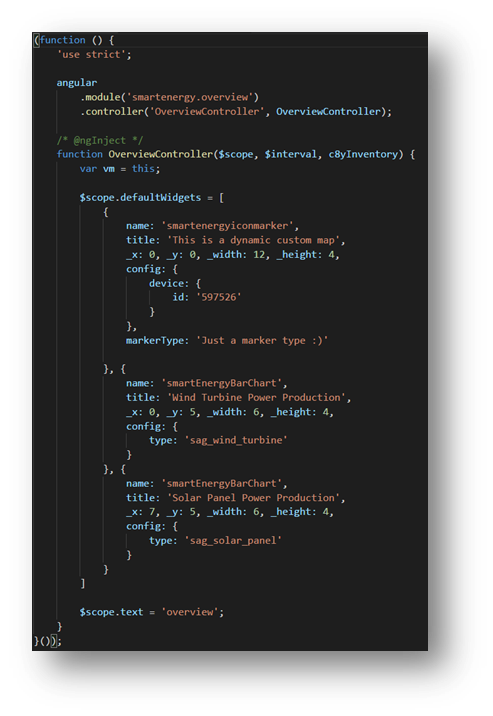 (function () {
    'use strict';

    angular
        .module('smartenergy.overview')
        .controller('OverviewController', OverviewController);

    /* @ngInject */
    function OverviewController($scope, $interval, c8yInventory) {
        var vm = this;

        $scope.defaultWidgets = [
            {
                name: 'smartenergyiconmarker',
                title: 'This is a dynamic custom map',
                _x: 0, _y: 0, _width: 12, _height: 4,
                config: {
                    device: {
                        id: '597526'
                    }
                },
                markerType: 'Just a marker type :)'

            }, {
                name: 'smartEnergyBarChart',
                title: 'Wind Turbine Power Production',
                _x: 0, _y: 5, _width: 6, _height: 4,
                config: {
                    type: 'sag_wind_turbine'
                }
            }, {
                name: 'smartEnergyBarChart',
                title: 'Solar Panel Power Production',
                _x: 7, _y: 5, _width: 6, _height: 4,
                config: {
                    type: 'sag_solar_panel'
                }
            }
        ]

        $scope.text = 'overview';
    }
}());